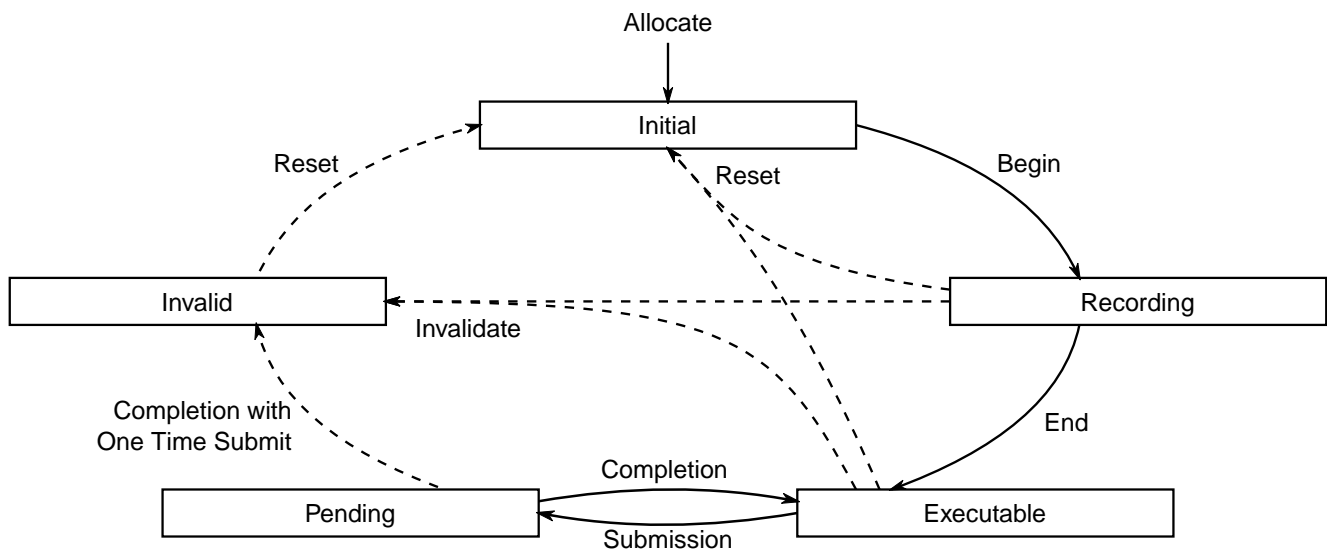 Allocate
Initial
Reset
Reset
Begin
Invalid
Recording
Invalidate
Completion with
One Time Submit
End
Completion
Pending
Executable
Submission